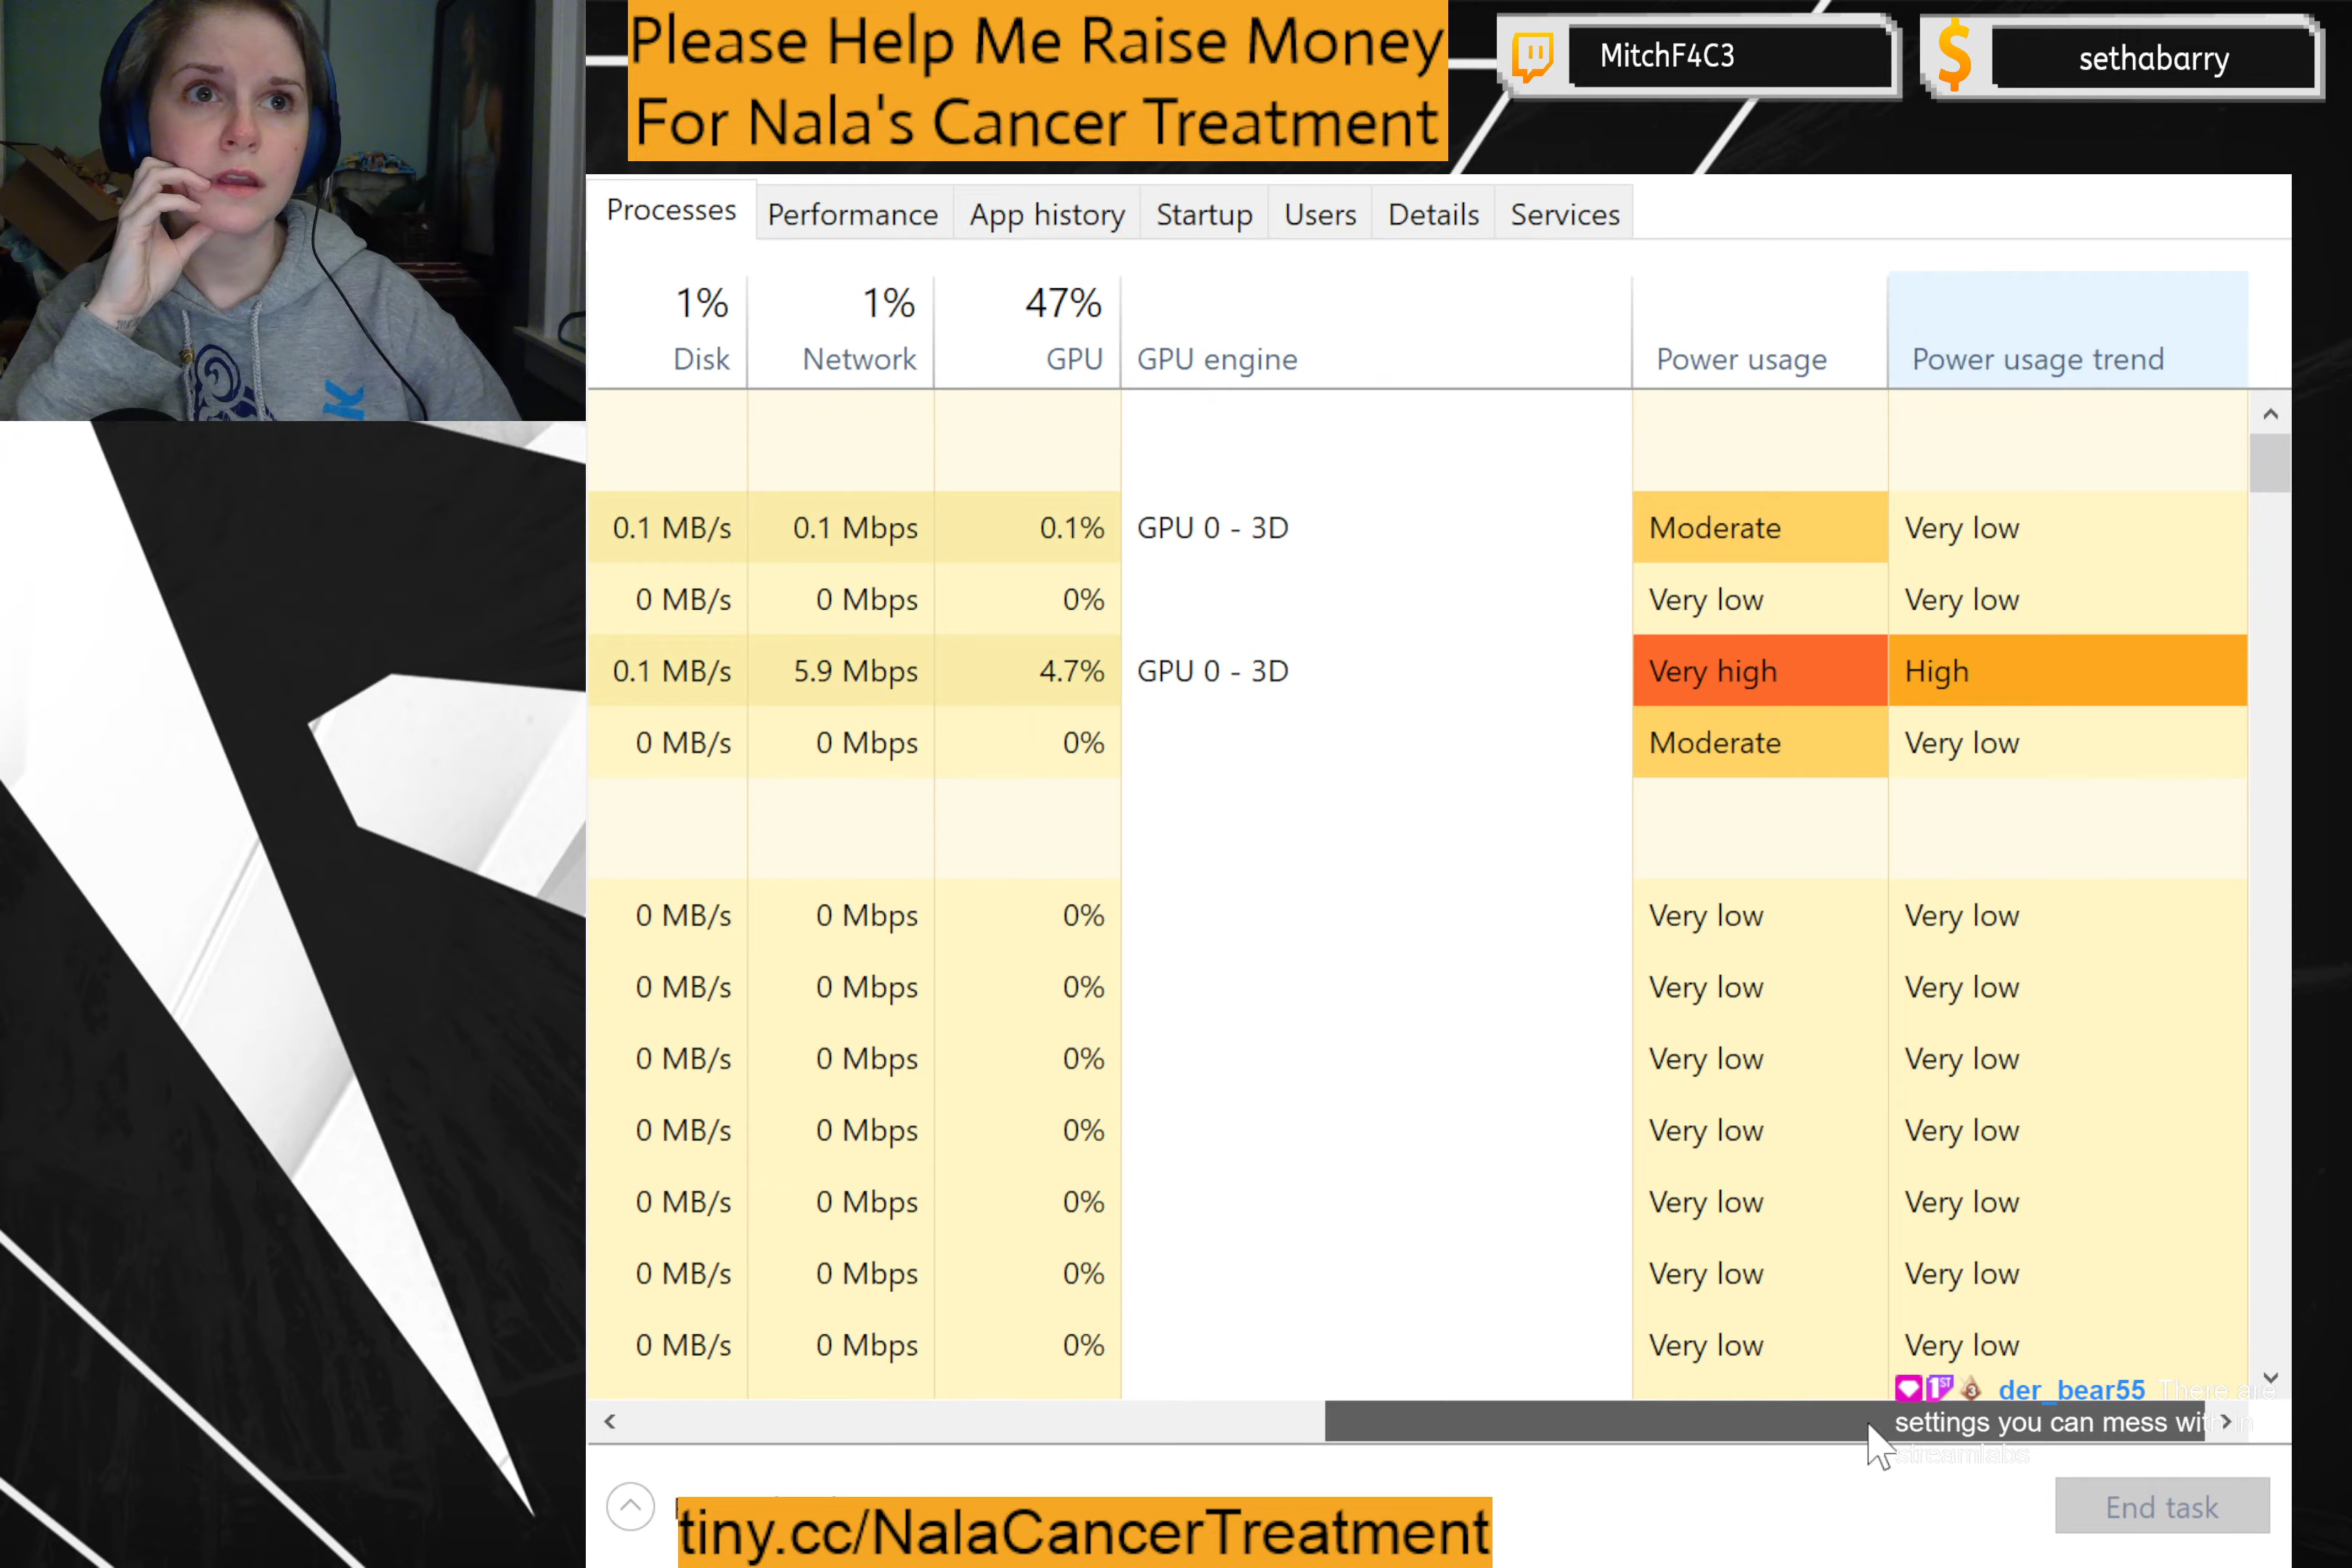 Please Help Me Raise Money
For Nala's Cancer Treatment
MitchF4C3
$ sethabarry
Processes Performance App history Startup Users Details Services
1% 1% 47%
Disk Network GPU GPU engine Power usage Power usage trend
0.1 MB/s 0.1 Mbps 0.1% GPU 0 - 3D Moderate Very low
0 MB/s 0 Mbps 0% Very low Very low
0.1 MB/s 5.9 Mbps 4.7% GPU 0 - 3D Very high High
0 MB/s 0 Mbps 0% Moderate Very low
0 MB/s 0 Mbps 0% Very low Very low
0 MB/s 0 Mbps 0% Very low Very low
0 MB/s 0 Mbps 0% Very low Very low
0 MB/s 0 Mbps 0% Very low Very low
0 MB/s 0 Mbps 0% Very low Very low
0 MB/s 0 Mbps 0% Very low Very low
0 MB/s 0 Mbps 0% Very low Very low
1ST 3 der_bear55 There are
settings you can mess with in
streamlabs
End task
tiny.cc/NalaCancerTreatment